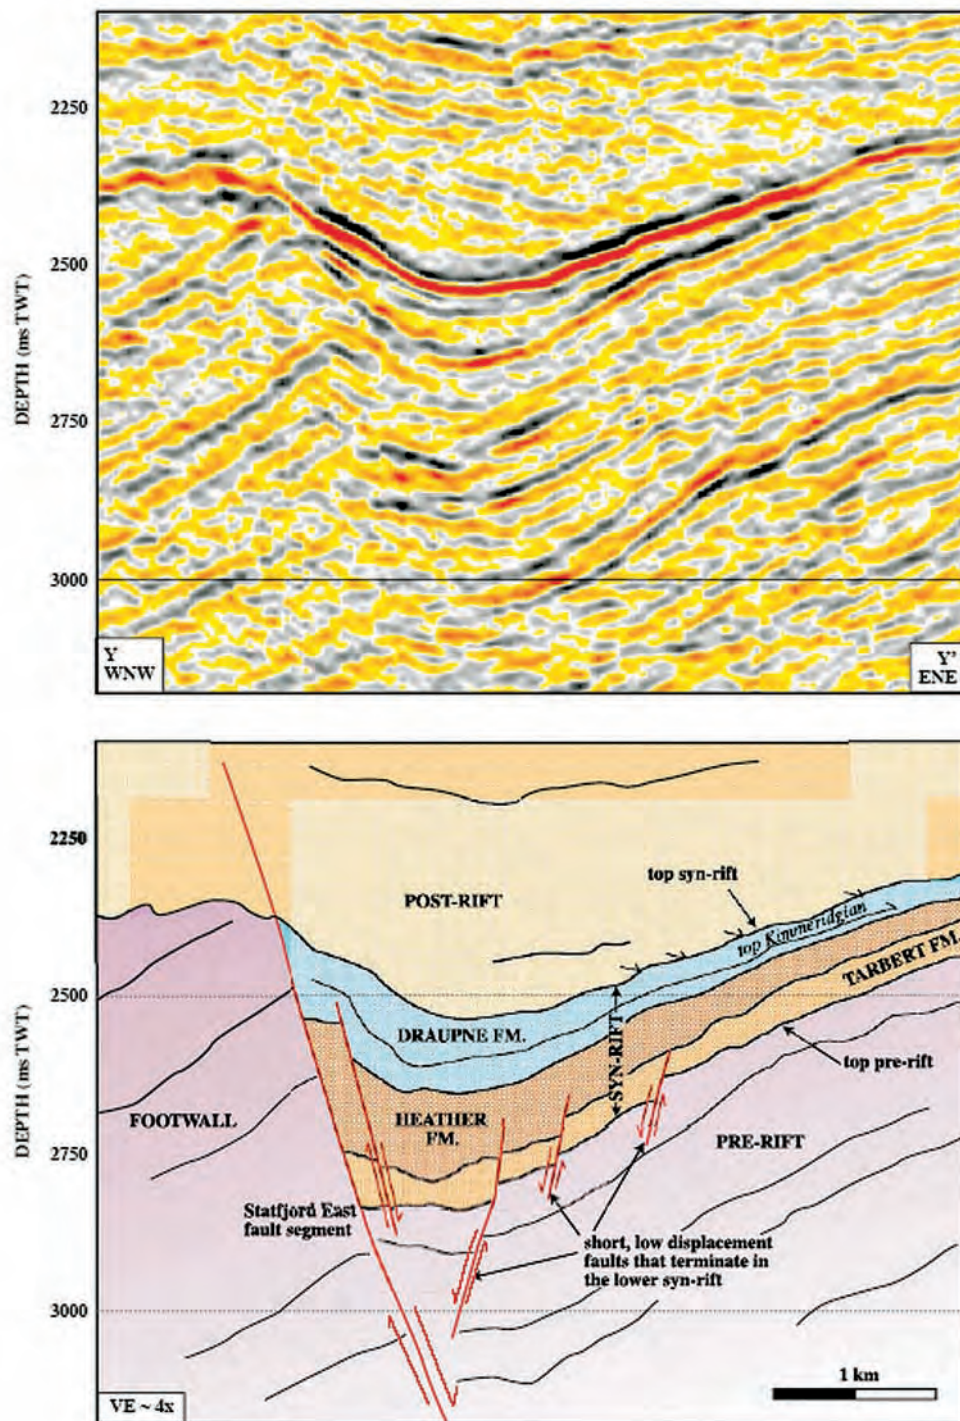 DEPTH (ms TWT)
2250
2500
2750
3000
Y
WNW
Y'
ENE
DEPTH (ms TWT)
2250
2500
2750
3000
POST-RIFT
top syn-rift
top Kimmeridgian
TARBERT FM.
DRAUPNE FM.
SYN-RIFT
top pre-rift
FOOTWALL
HEATHER
FM.
PRE-RIFT
Statfjord East
fault segment
short, low displacement
faults that terminate in
the lower syn-rift
1 km
VE ~ 4x